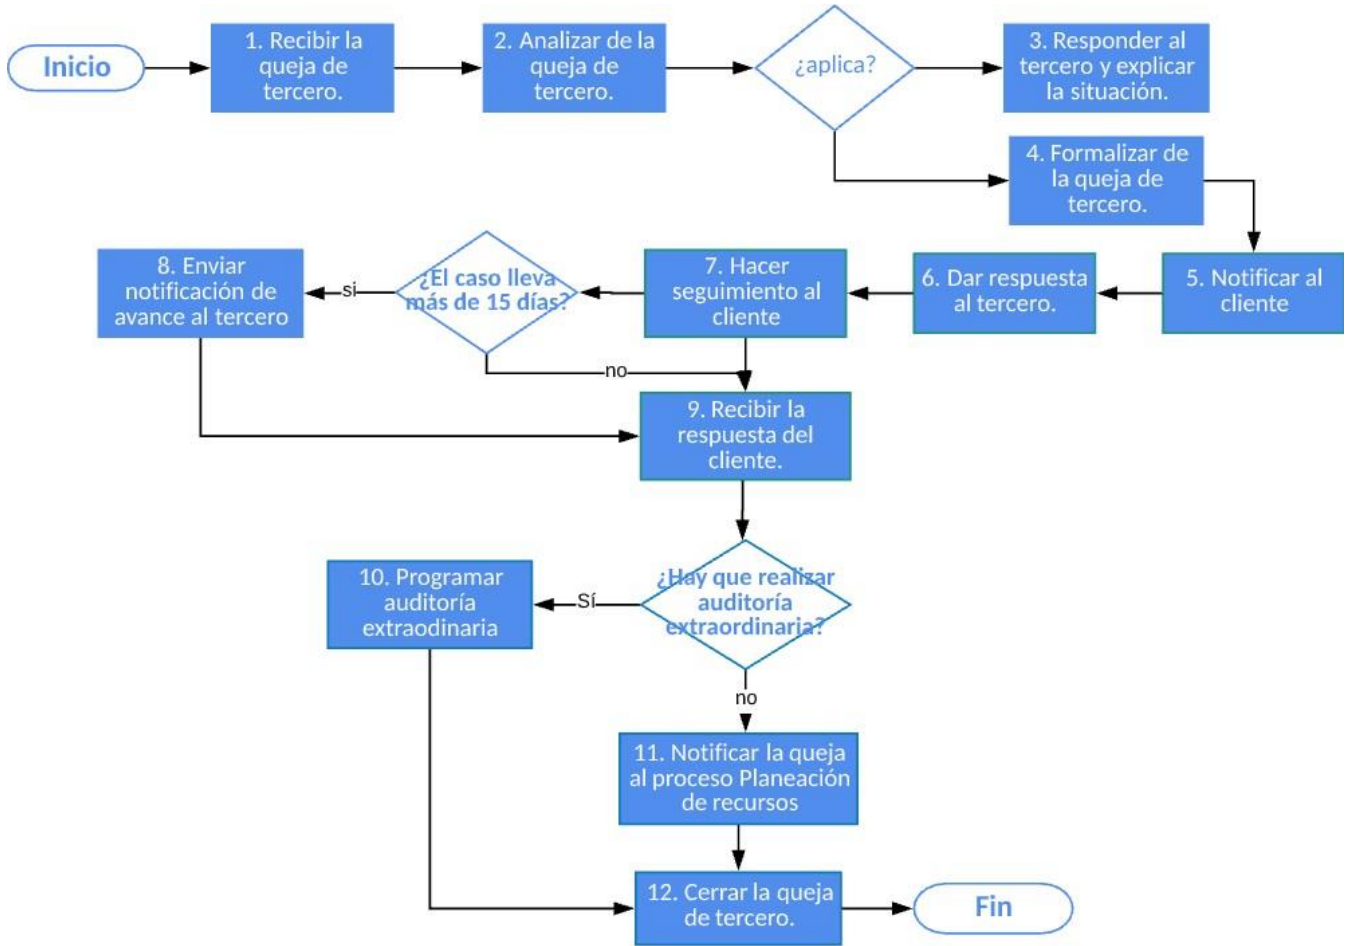 Inicio
1. Recibir la
queja de
tercero.
2. Analizar de la
queja de
tercero.
¿aplica?
3. Responder al
tercero y explicar
la situación.
4. Formalizar de
la queja de
tercero.
5. Notificar al
cliente
6. Dar respuesta
al tercero.
7. Hacer
seguimiento al
cliente
¿El caso lleva
más de 15 días?
si
no
8. Enviar
notificación de
avance al tercero
9. Recibir la
respuesta del
cliente.
¿Hay que realizar
auditoría
extraordinaria?
Sí
no
10. Programar
auditoría
extraodinaria
11. Notificar la queja
al proceso Planeación
de recursos
12. Cerrar la queja
de tercero.
Fin